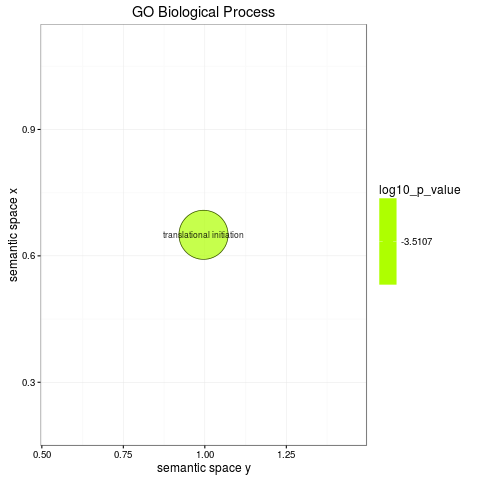 GO Biological Process
semantic space x
0.9
0.6
0.3
translational initiation
0.50
0.75
1.00
1.25
semantic space y
log10_p_value
-3.5107